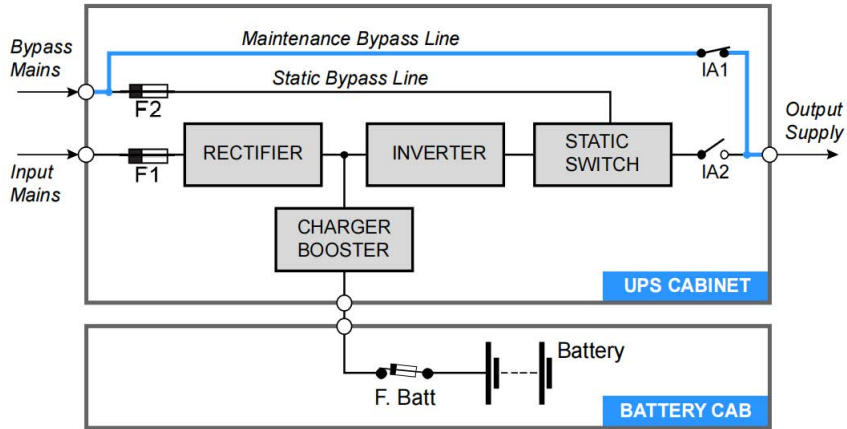 Maintenance Bypass Line
Bypass
Mains
IA1
Static Bypass Line
F2
Output
Supply
RECTIFIER
INVERTER
STATIC
SWITCH
Input
Mains
F1
IA2
CHARGER
BOOSTER
UPS CABINET
Battery
F. Batt
BATTERY CAB